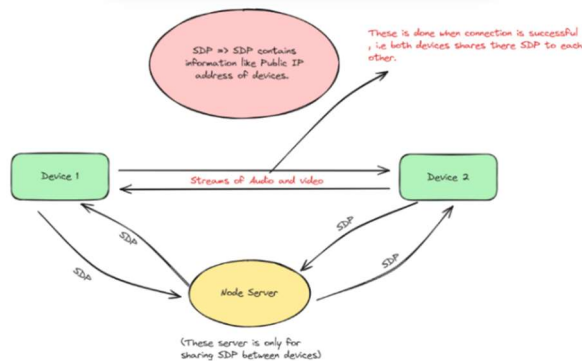 SDP => SDP contains
information like Public IP
address of devices.
These is done when connection is successful
, i.e both devices shares there SDP to each
other.
Device 1
Streams of Audio and video
Device 2
SDP
SDP
SDP
SDP
Node Server
(These server is only for
sharing SDP between devices)